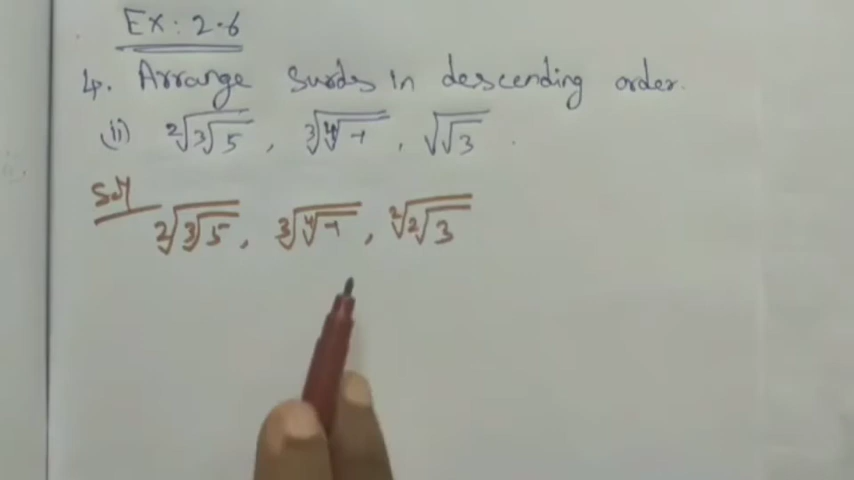 Ex: 2.6
4. Arrange Surds in descending order.
(ii) ²√³√5, ³√⁴√7, √√3.
Sol
²√³√5, ³√⁴√7, ²√²√3